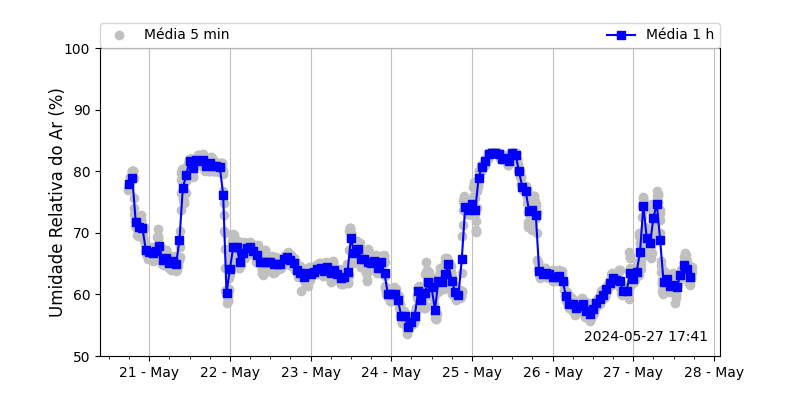 Média 5 min
Média 1 h
Umidade Relativa do Ar (%)
100
90
80
70
60
50
2024-05-27 17:41
21 - May
22 - May
23 - May
24 - May
25 - May
26 - May
27 - May
28 - May